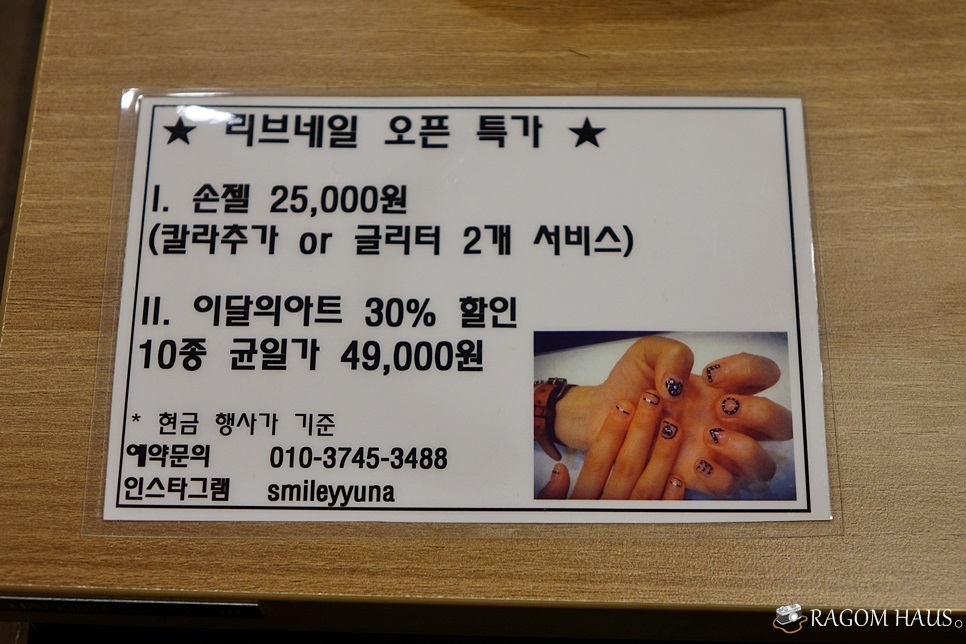 ★ 리브네일 오픈 특가 ★
I. 손젤 25,000원
(칼라추가 or 글리터 2개 서비스)
II. 이달의아트 30% 할인
10종 균일가 49,000원
* 현금 행사가 기준
예약문의 010-3745-3488
인스타그램 smileyyuna
RAGOM HAUS。